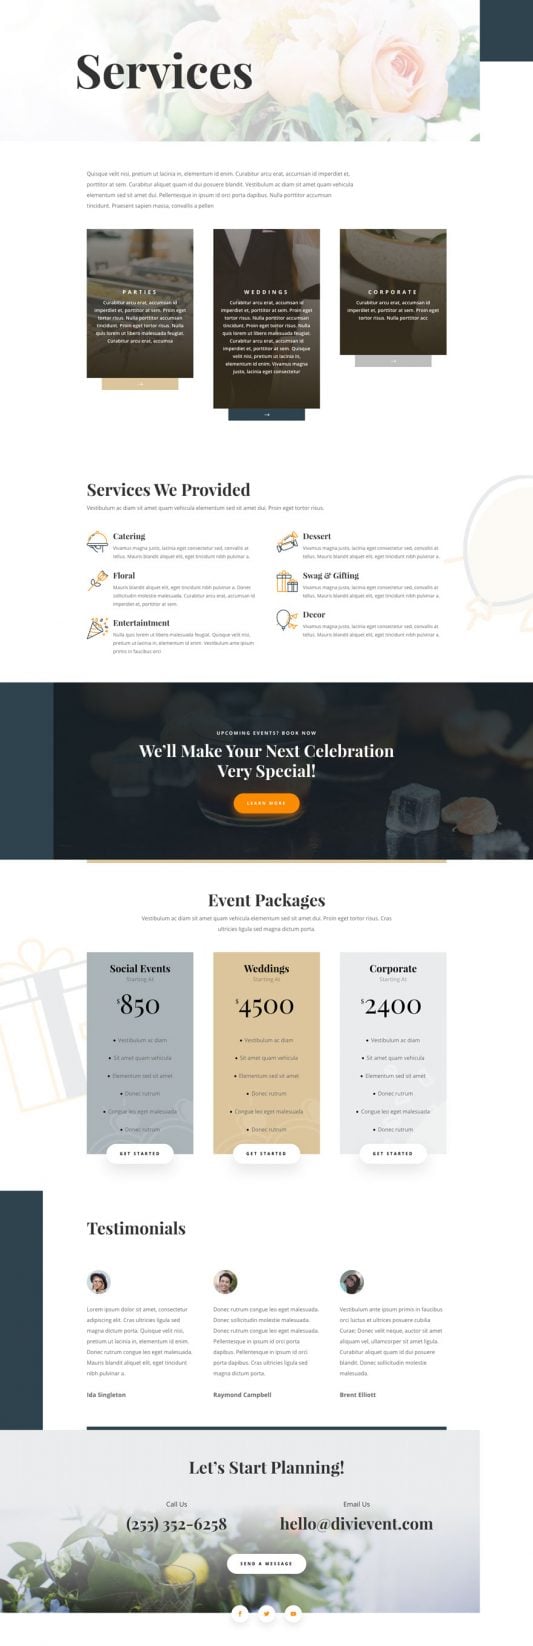 Services
Quisque velit nisi, pretium ut lacinia in, elementum id enim. Curabitur arcu erat, accumsan id imperdiet et,
porttitor at sem. Curabitur aliquet quam id dui posuere blandit. Vestibulum ac diam sit amet quam vehicula
elementum sed sit amet dui. Pellentesque in ipsum id orci porta dapibus. Nulla porttitor accumsan
tincidunt. Praesent sapien massa, convallis a pellen
PARTIES
Curabitur arcu erat, accumsan id
imperdiet et, porttitor at sem. Proin eget
tortor risus. Nulla porttitor accumsan
tincidunt. Proin eget tortor risus. Nulla
quis lorem ut libero malesuada feugiat.
Curabitur arcu erat, accumsa
→
WEDDINGS
Curabitur arcu erat, accumsan id
imperdiet et, porttitor at sem. Proin eget
tortor risus. Nulla porttitor accumsan
tincidunt. Proin eget tortor risus. Nulla
quis lorem ut libero malesuada feugiat.
Curabitur arcu erat, accumsan id
imperdiet et, porttitor at sem. Quisque
velit nisi, pretium ut lacinia in,
elementum id enim. Vivamus magna
justo, lacinia eget consectetur
→
CORPORATE
Curabitur arcu erat, accumsan id
imperdiet et, porttitor at sem. Proin eget
tortor risus. Nulla porttitor acc
→
Services We Provided
Vestibulum ac diam sit amet quam vehicula elementum sed sit amet dui. Proin eget tortor risus.
Catering
Vivamus magna justo, lacinia eget consectetur sed, convallis at
tellus. Mauris blandit aliquet elit, eget tincidunt nibh pulvinar a.
Floral
Mauris blandit aliquet elit, eget tincidunt nibh pulvinar a. Donec
sollicitudin molestie malesuada. Curabitur arcu erat, accumsan id
imperdiet et, porttitor at sem.
Entertaintment
Nulla quis lorem ut libero malesuada feugiat. Quisque velit nisi,
pretium ut lacinia in, elementum id enim. Vestibulum ante ipsum
primis in faucibus orci
Dessert
Vivamus magna justo, lacinia eget consectetur sed, convallis at
tellus. Mauris blandit aliquet elit, eget tincidunt nibh pulvinar a.
Swag & Gifting
Vivamus magna justo, lacinia eget consectetur sed, convallis at
tellus. Mauris blandit aliquet elit, eget tincidunt nibh pulvinar a.
Decor
Vivamus magna justo, lacinia eget consectetur sed, convallis at
tellus. Mauris blandit aliquet elit, eget tincidunt nibh pulvinar a.
UPCOMING EVENTS? BOOK NOW
We'll Make Your Next Celebration
Very Special!
LEARN MORE
Event Packages
Vestibulum ac diam sit amet quam vehicula elementum sed sit amet dui. Proin eget tortor risus. Cras
ultricies ligula sed magna dictum porta.
Social Events
Starting At
$850
• Vestibulum ac diam
• Sit amet quam vehicula
• Elementum sed sit amet
• Donec rutrum
• Congue leo eget malesuada
• Donec rutrum
GET STARTED
Weddings
Starting At
$4500
• Vestibulum ac diam
• Sit amet quam vehicula
• Elementum sed sit amet
• Donec rutrum
• Congue leo eget malesuada
• Donec rutrum
GET STARTED
Corporate
Starting At
$2400
• Vestibulum ac diam
• Sit amet quam vehicula
• Elementum sed sit amet
• Donec rutrum
• Congue leo eget malesuada
• Donec rutrum
GET STARTED
Testimonials
Lorem ipsum dolor sit amet, consectetur
adipiscing elit. Cras ultricies ligula sed
magna dictum porta. Quisque velit nisi,
pretium ut lacinia in, elementum id enim.
Donec rutrum congue leo eget malesuada.
Mauris blandit aliquet elit, eget tincidunt
nibh pulvinar a.
Ida Singleton
Donec rutrum congue leo eget malesuada.
Donec sollicitudin molestie malesuada.
Donec rutrum congue leo eget malesuada.
Pellentesque in ipsum id orci porta
dapibus. Pellentesque in ipsum id orci
porta dapibus. Cras ultricies ligula sed
magna dictum porta.
Raymond Campbell
Vestibulum ante ipsum primis in faucibus
orci luctus et ultrices posuere cubilia
Curae; Donec velit neque, auctor sit amet
aliquam vel, ullamcorper sit amet ligula.
Curabitur aliquet quam id dui posuere
blandit. Donec sollicitudin molestie
malesuada.
Brent Elliott
Let's Start Planning!
Call Us
(255) 352-6258
Email Us
hello@divievent.com
SEND A MESSAGE